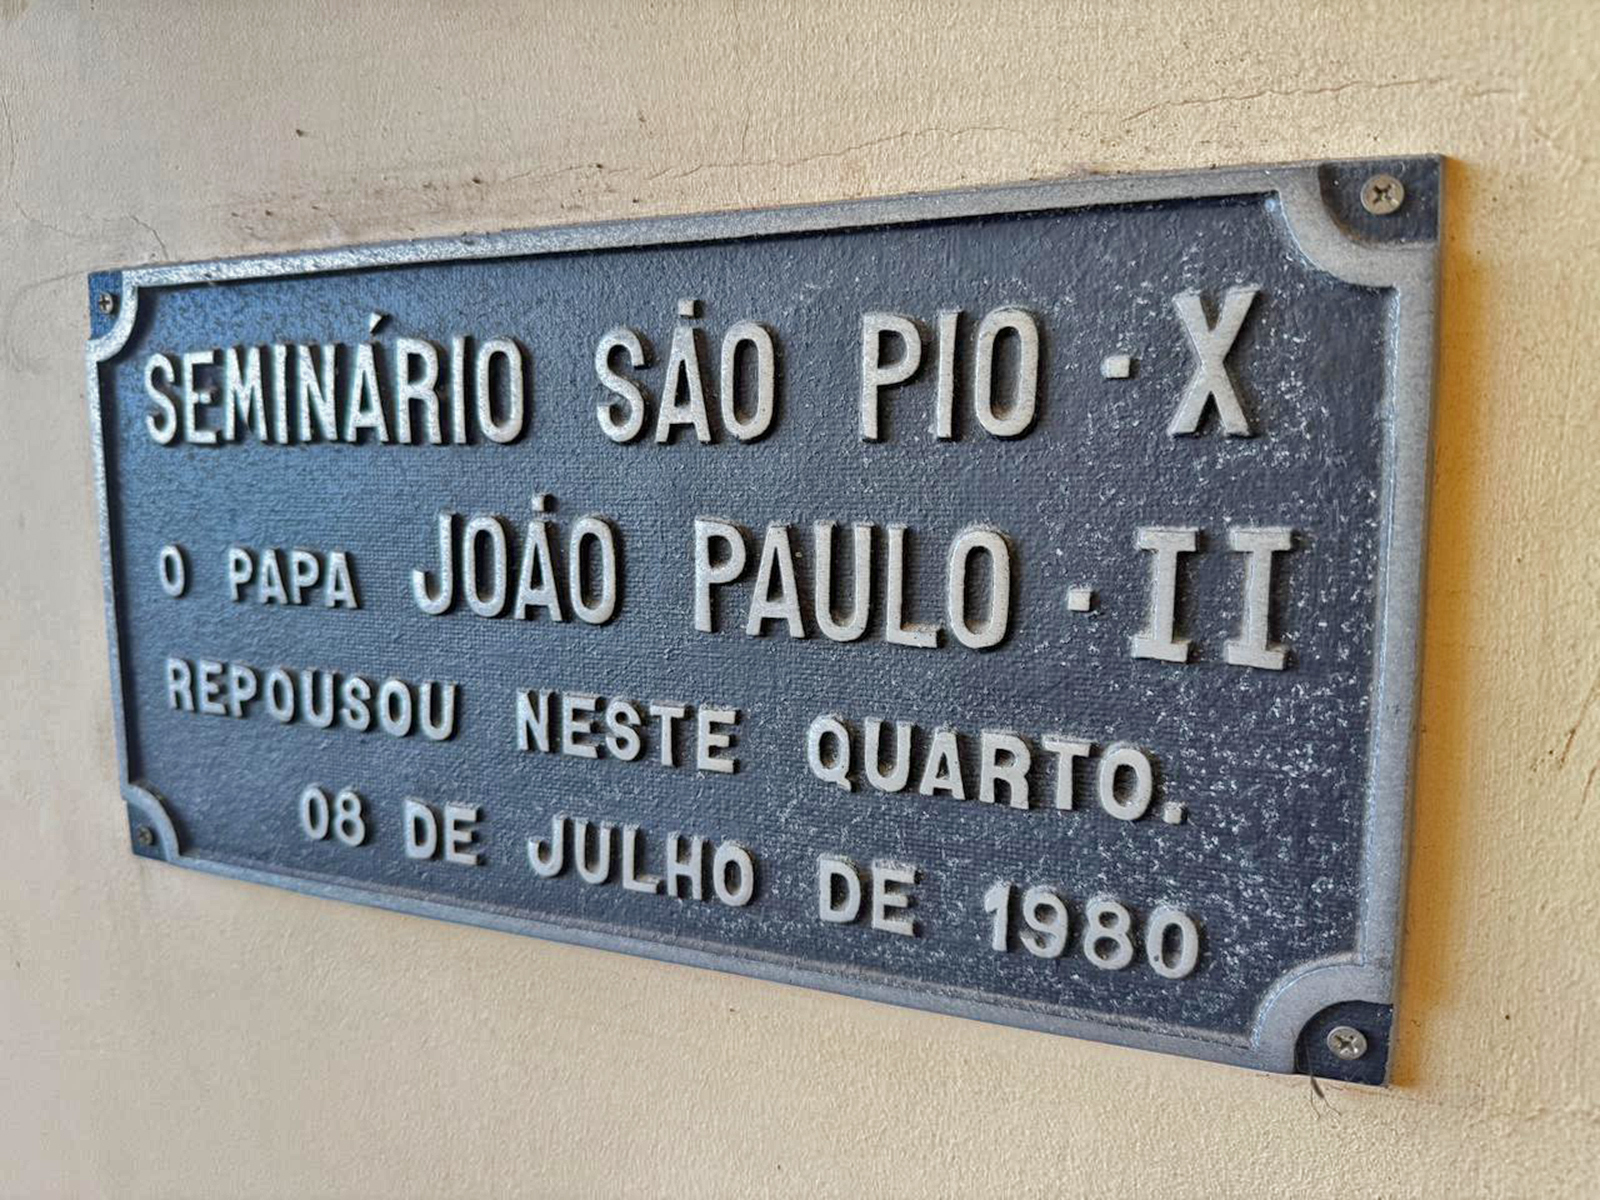 SEMINÁRIO SÃO PIO - X
O PAPA JOÃO PAULO - II
REPOUSOU NESTE QUARTO.
08 DE JULHO DE 1980